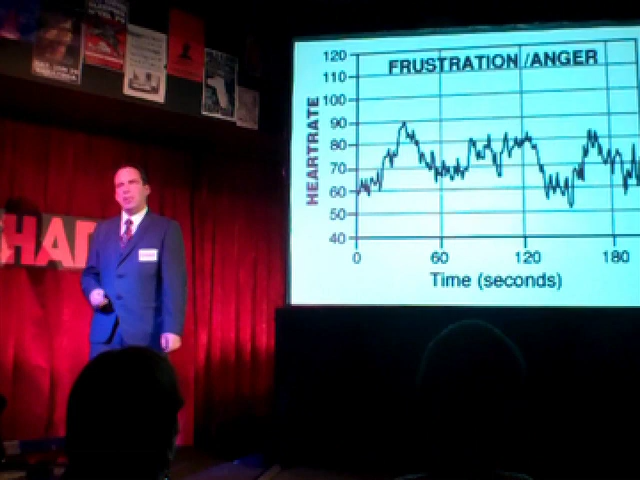 FRUSTRATION /ANGER
HEARTRATE
120
110
100
90
80
70
60
50
40
0 60 120 180
Time (seconds)
HAR